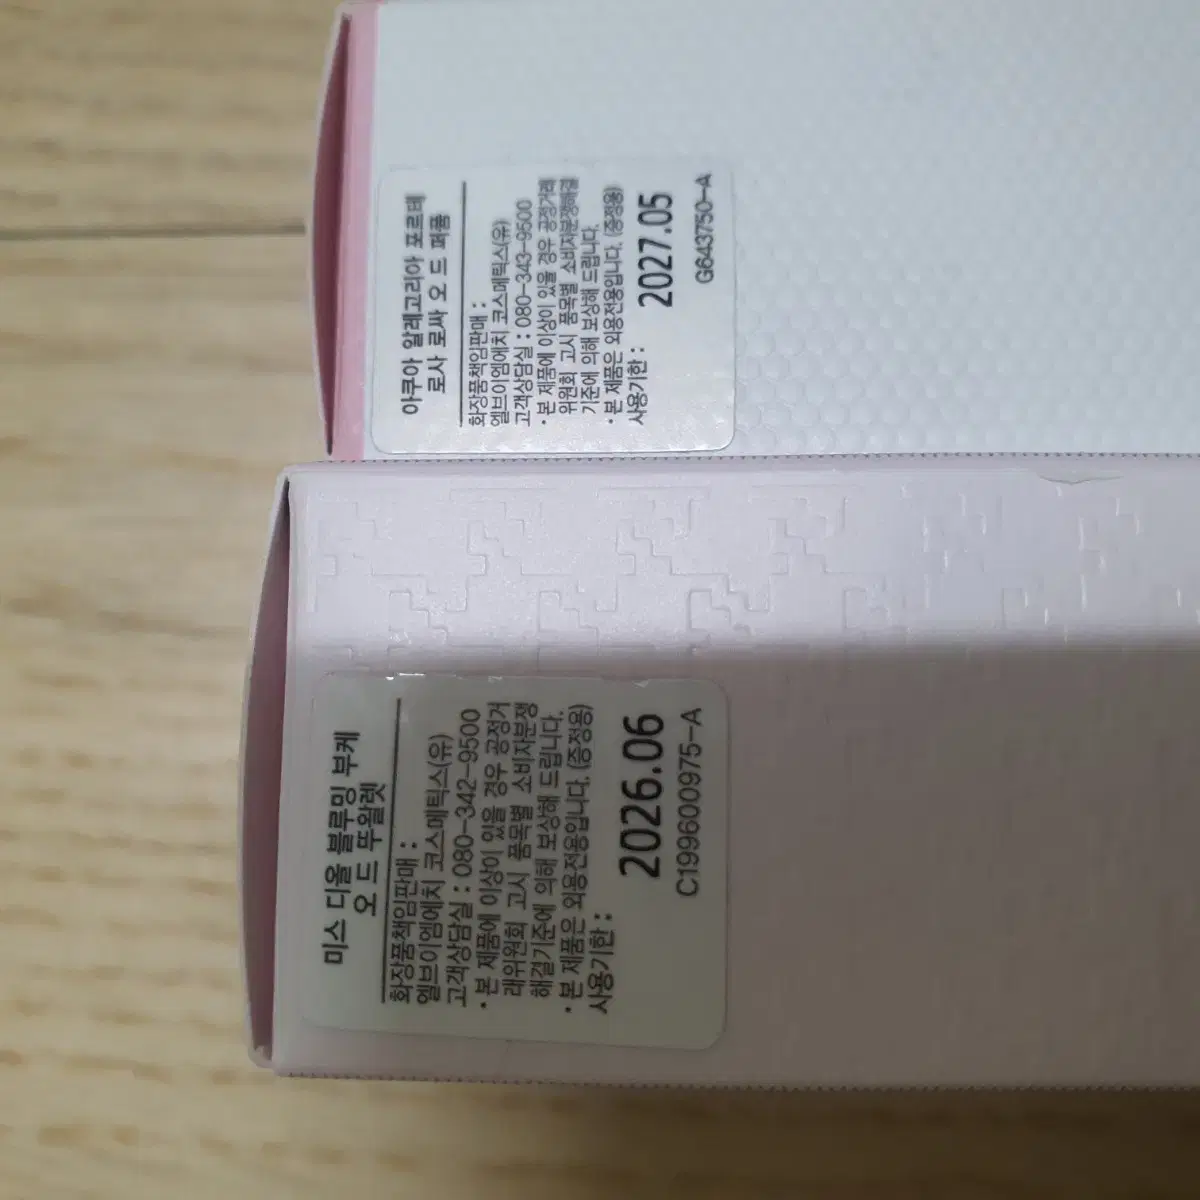 아쿠아 알레고리아 포르테
로사 로싸 오 드 퍼퓸
화장품책임판매 :
엘브이엠에치 코스메틱스(유)
고객상담실 : 080-343-9500
· 본 제품에 이상이 있을 경우 공정거래
위원회 고시 품목별 소비자분쟁해결
기준에 의해 보상해 드립니다.
· 본 제품은 외용전용입니다. (증정용)
사용기한 : 2027.05
G643750-A
미스 디올 블루밍 부케
오 드 뚜왈렛
화장품책임판매 :
엘브이엠에치 코스메틱스(유)
고객상담실 : 080-342-9500
· 본 제품에 이상이 있을 경우 공정거
래위원회 고시 품목별 소비자분쟁
해결기준에 의해 보상해 드립니다.
· 본 제품은 외용전용입니다. (증정용)
사용기한 : 2026.06
C199600975-A